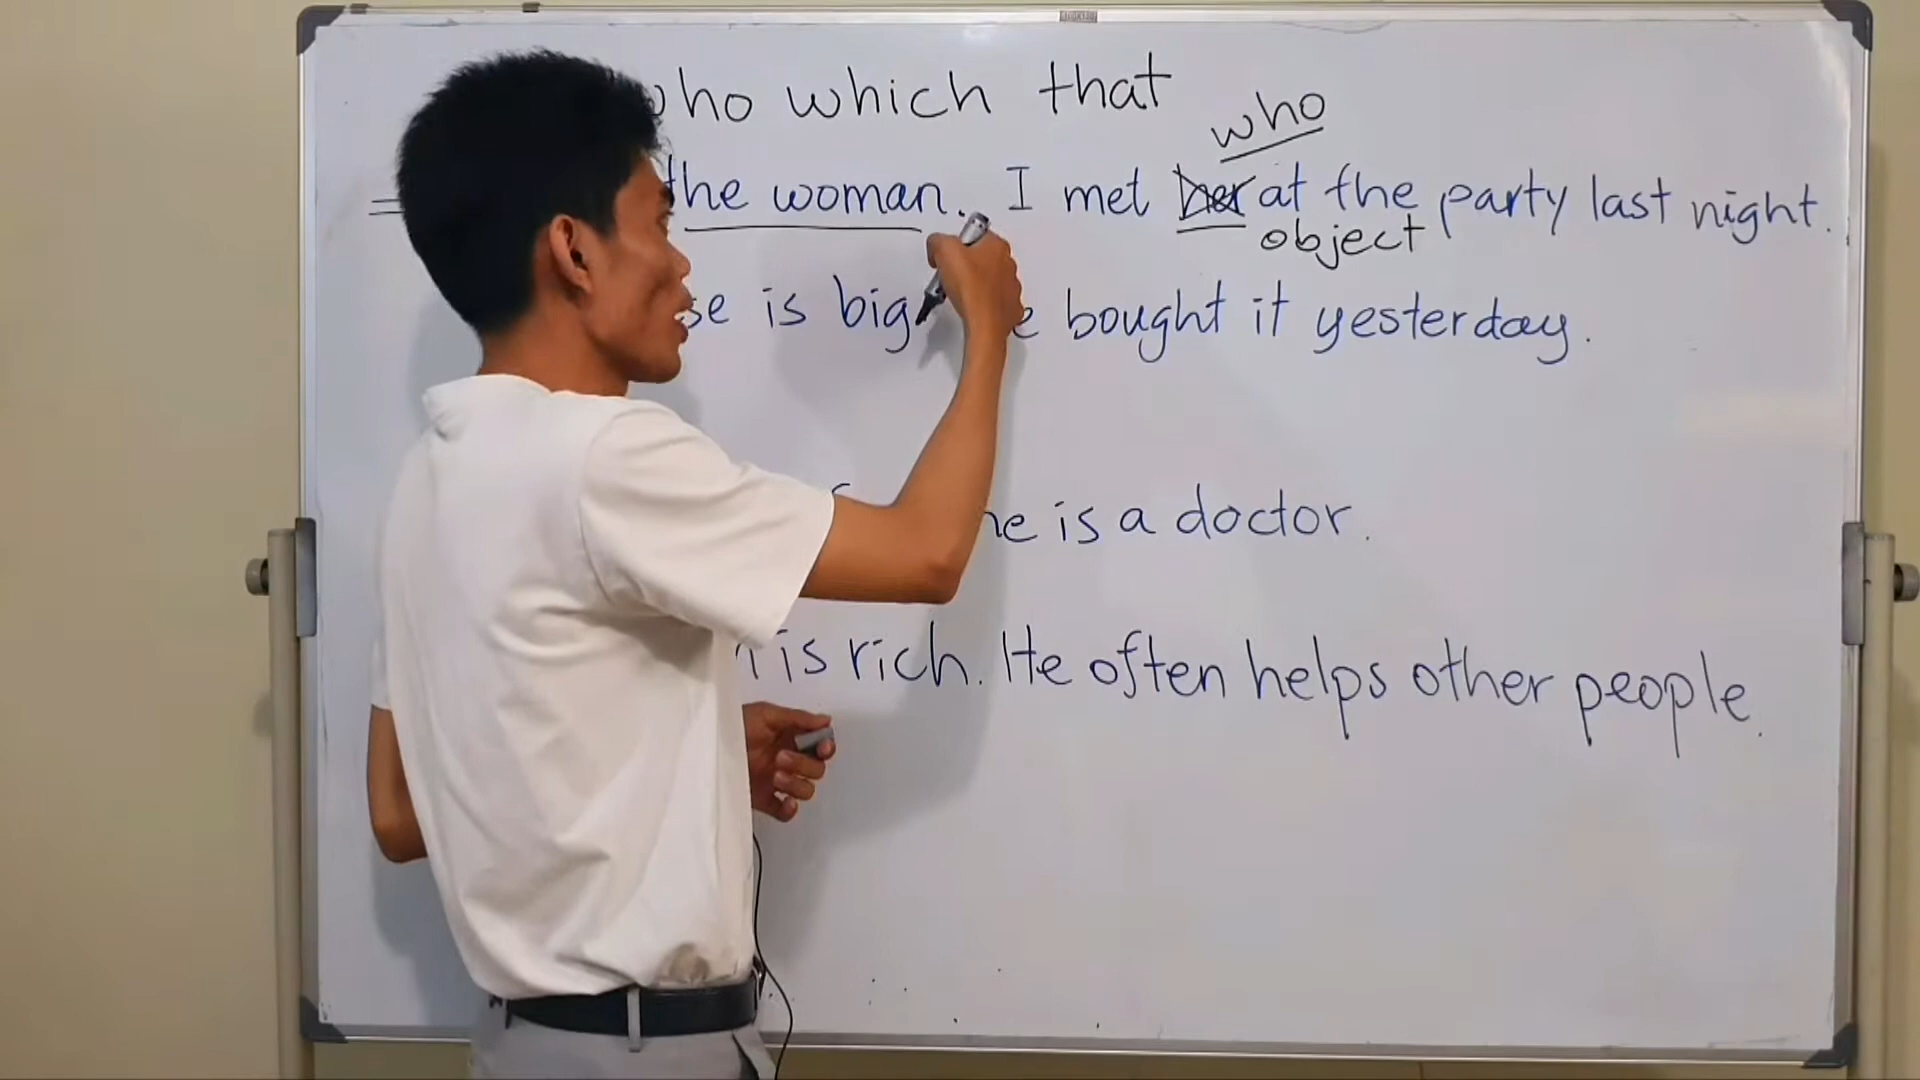 who which that
who
the woman. I met her at the party last night.
object
is big bought it yesterday.
is a doctor.
is rich. He often helps other people.